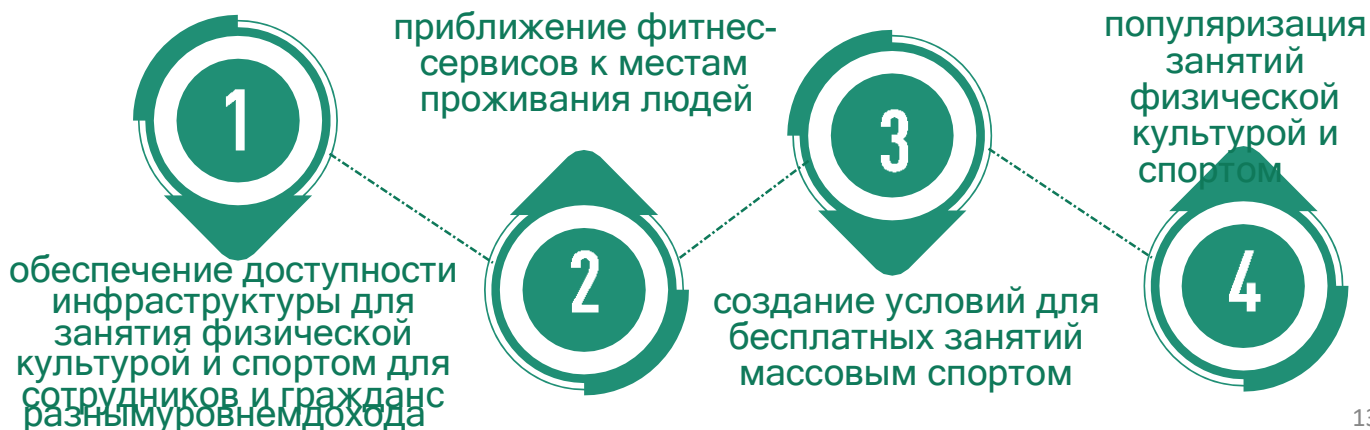 1
обеспечение доступности
инфраструктуры для
занятия физической
культурой и спортом для
сотрудников и гражданс
разнымуровнемдохода
приближение фитнес-
сервисов к местам
проживания людей
2
3
создание условий для
бесплатных занятий
массовым спортом
популяризация
занятий
физической
культурой и
спортом
4
13